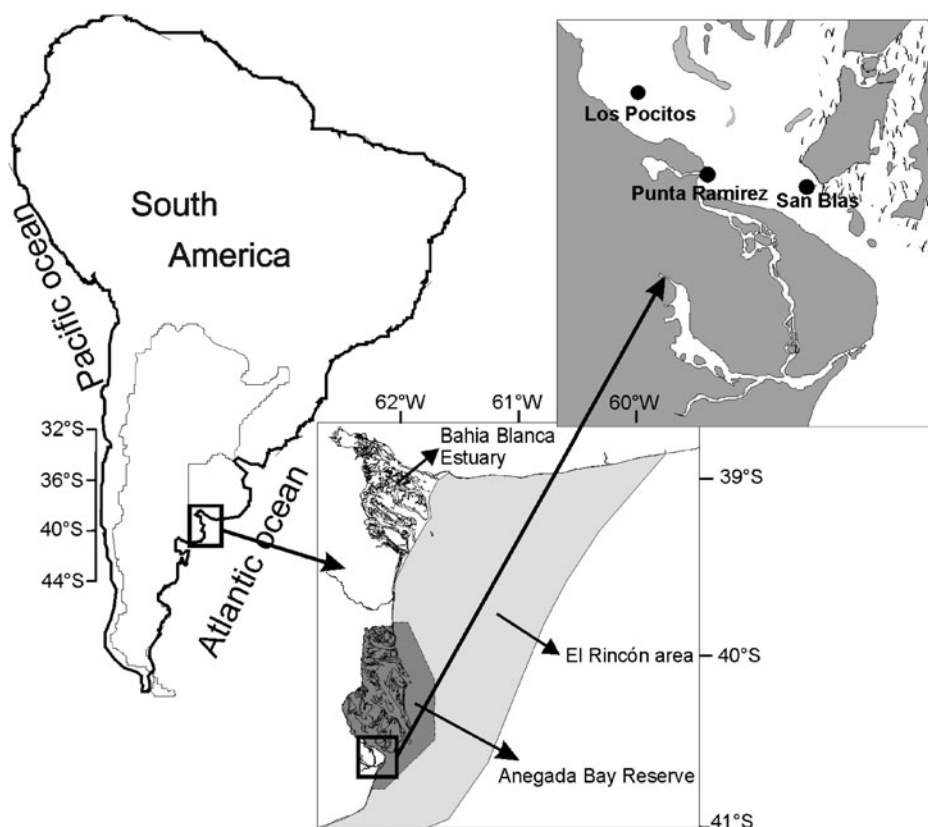 South
America
Pacific ocean
Atlantic ocean
32°S
36°S
40°S
44°S
Los Pocitos
Punta Ramirez
San Blas
62°W
61°W
60°W
Bahia Blanca
Estuary
39°S
El Rincón area
40°S
Anegada Bay Reserve
41°S